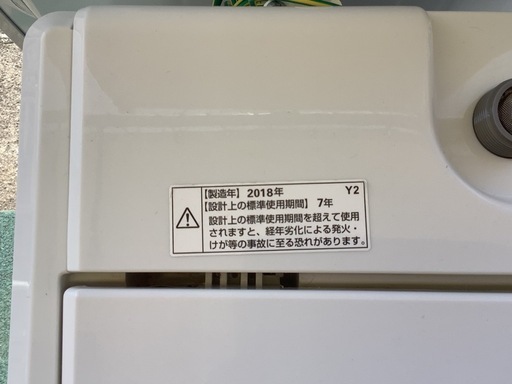 【製造年】2018年 Y2
【設計上の標準使用期間】7年
設計上の標準使用期間を超えて使用
されますと、経年劣化による発火・
けが等の事故に至る恐れがあります。